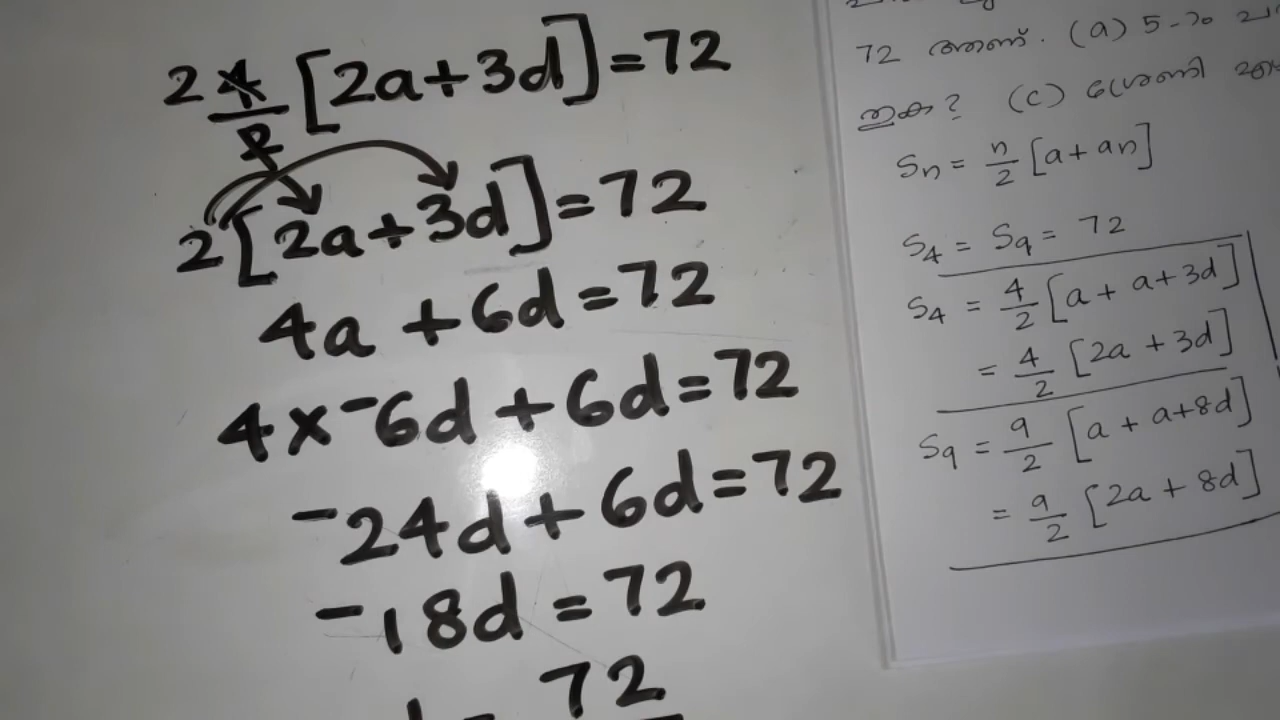 2 4/2 [2a+3d]=72
2[2a+3d]=72
4a +6d=72
4x-6d+6d=72
-24d+6d=72
-18d=72
72
72 ആണ്. (a) 5-ാം
തുക? (c) ശ്രേണി
Sn = n/2 [a+an]
S4 = S9 = 72
S4 = 4/2 [a + a+3d]
= 4/2 [2a +3d]
S9 = 9/2 [a + a+8d]
= 9/2 [2a + 8d]